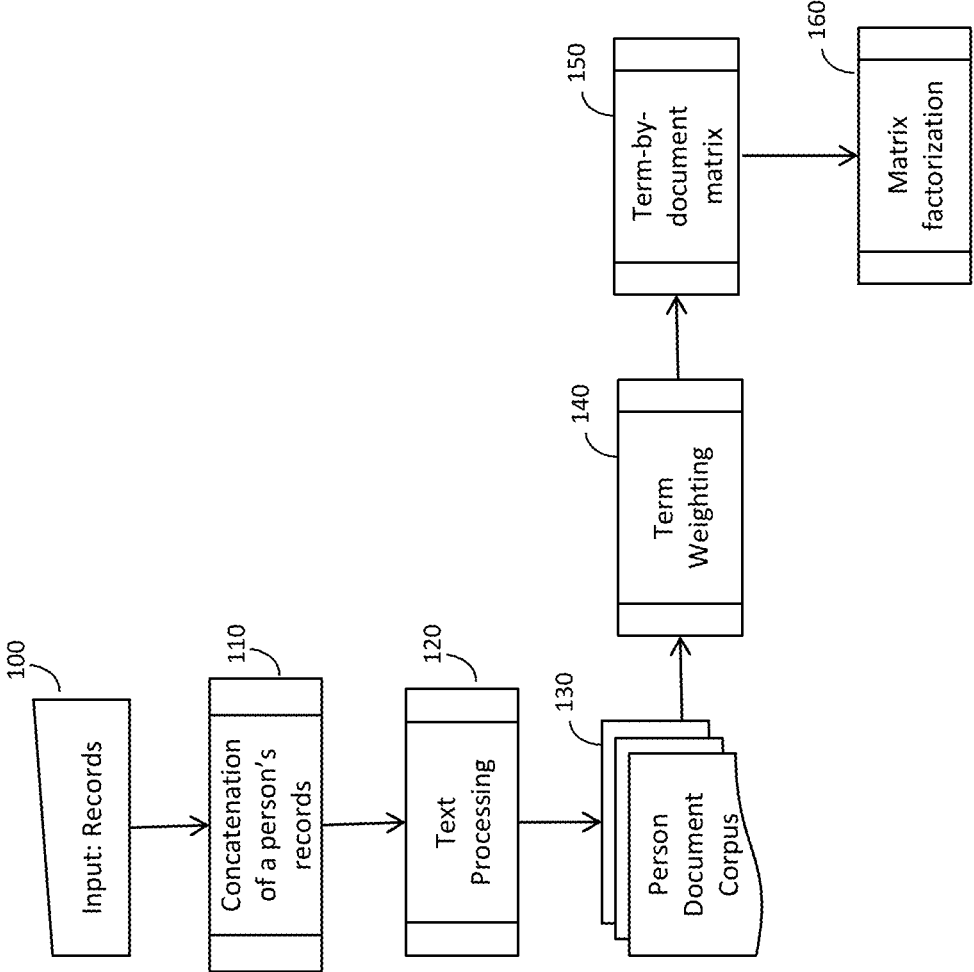 100
Input: Records
110
Concatenation
of a person's
records
120
Text
Processing
130
Person
Document
Corpus
140
Term
Weighting
150
Term-by-
document
matrix
160
Matrix
factorization